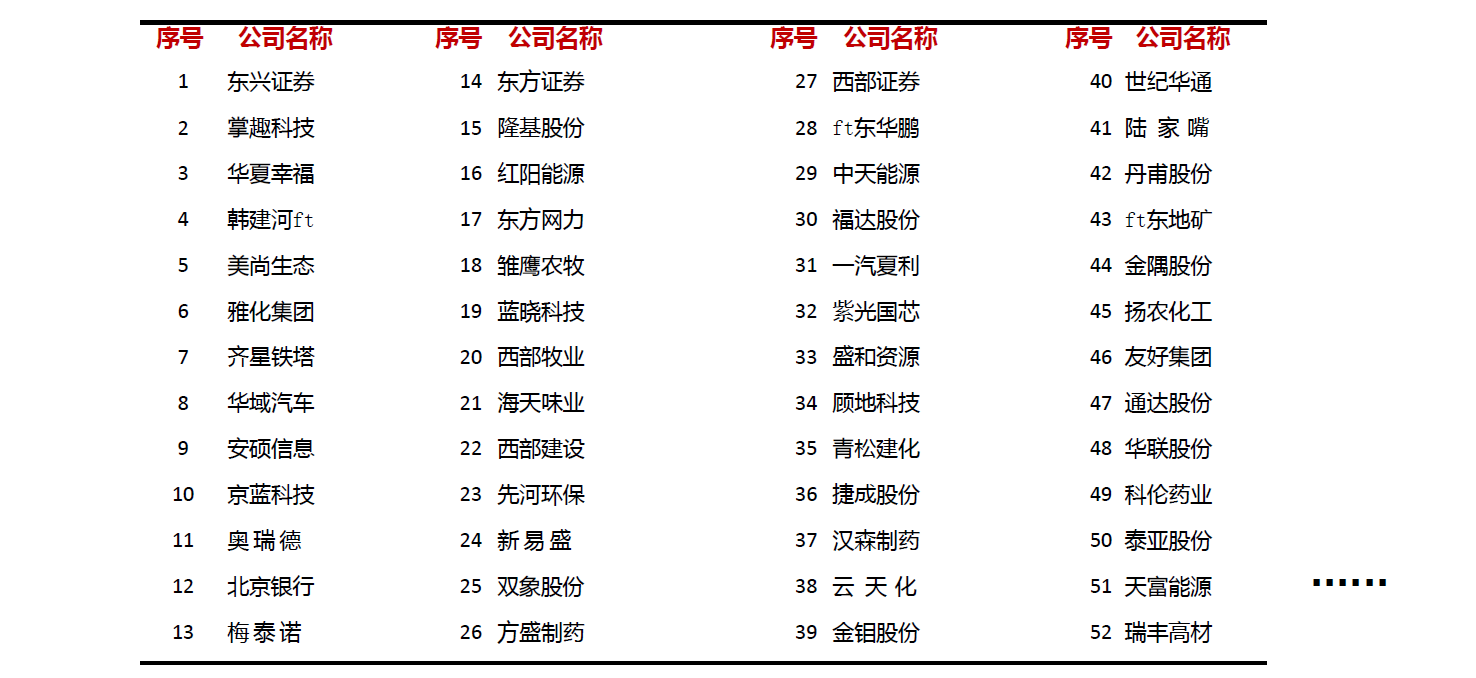 序号 公司名称 序号 公司名称 序号 公司名称 序号 公司名称
1 东兴证券 14 东方证券 27 西部证券 40 世纪华通
2 掌趣科技 15 隆基股份 28 ft东华鹏 41 陆 家 嘴
3 华夏幸福 16 红阳能源 29 中天能源 42 丹甫股份
4 韩建河ft 17 东方网力 30 福达股份 43 ft东地矿
5 美尚生态 18 雏鹰农牧 31 一汽夏利 44 金隅股份
6 雅化集团 19 蓝晓科技 32 紫光国芯 45 扬农化工
7 齐星铁塔 20 西部牧业 33 盛和资源 46 友好集团
8 华域汽车 21 海天味业 34 顾地科技 47 通达股份
9 安硕信息 22 西部建设 35 青松建化 48 华联股份
10 京蓝科技 23 先河环保 36 捷成股份 49 科伦药业
11 奥瑞德 24 新易盛 37 汉森制药 50 泰亚股份
12 北京银行 25 双象股份 38 云 天 化 51 天富能源 ……
13 梅泰诺 26 方盛制药 39 金钼股份 52 瑞丰高材